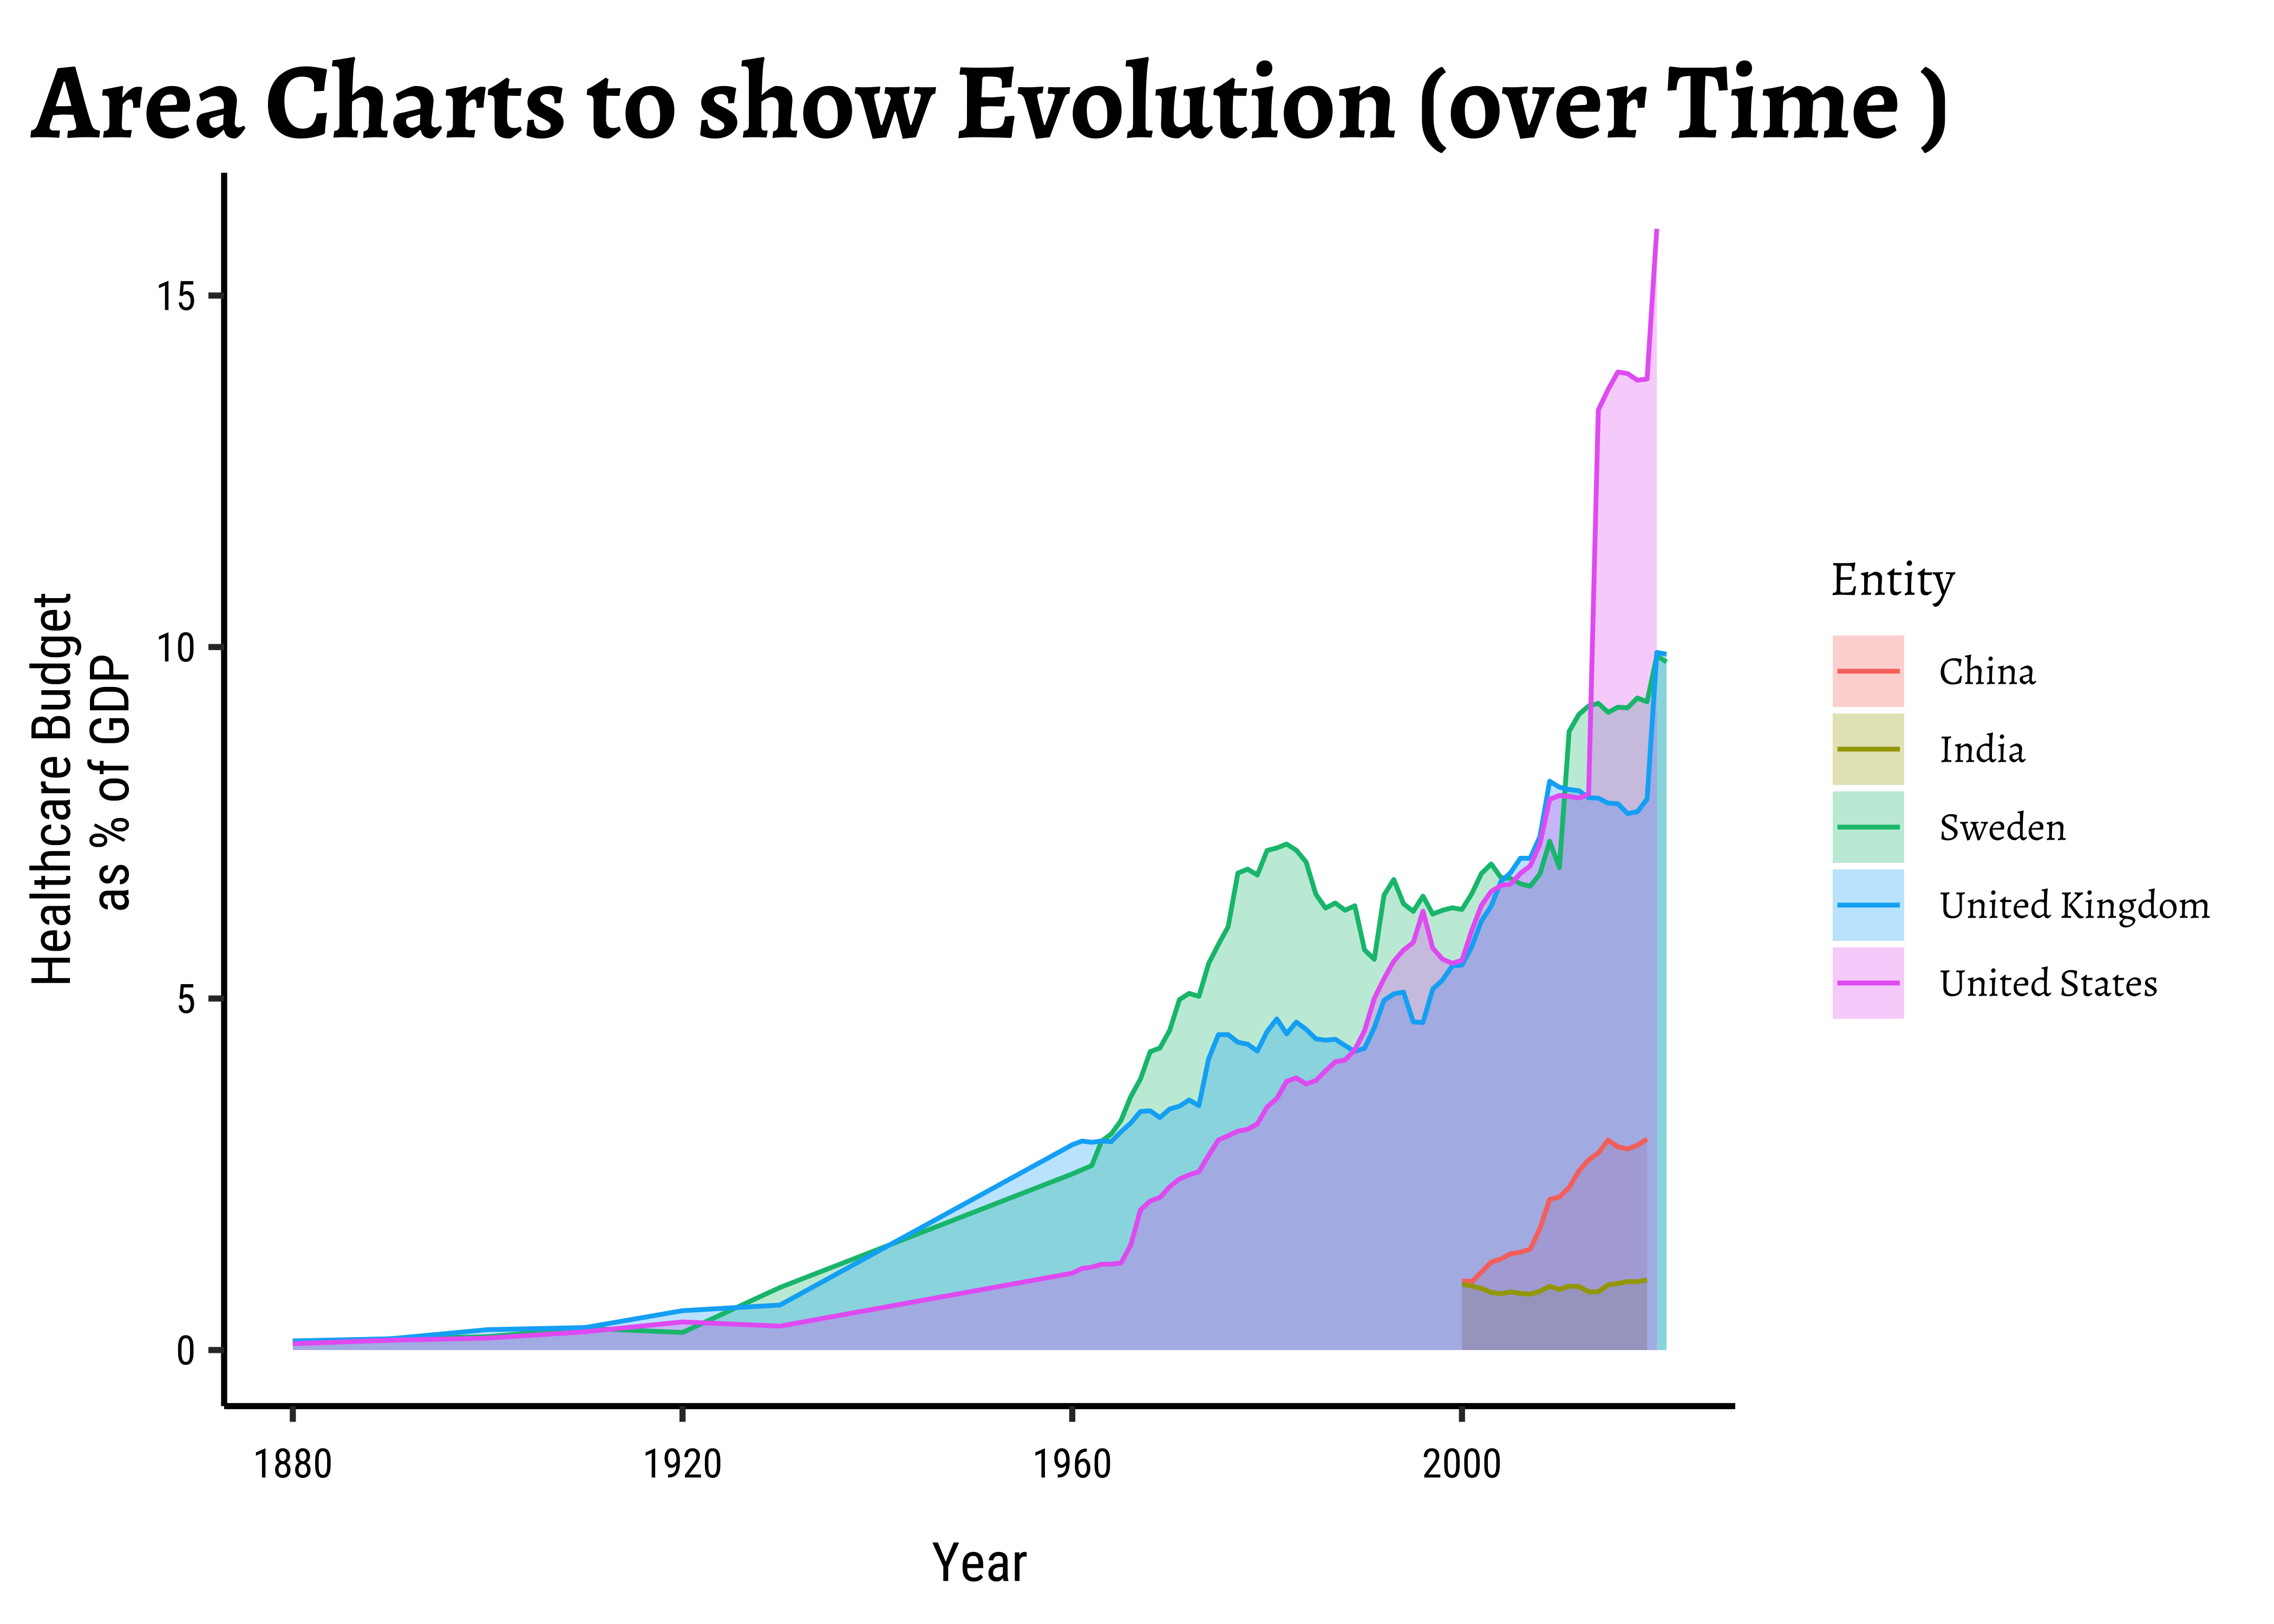 Area Charts to show Evolution (over Time )
Healthcare Budget
as % of GDP
15
10
5
0
1880 1920 1960 2000
Year
Entity
China
India
Sweden
United Kingdom
United States